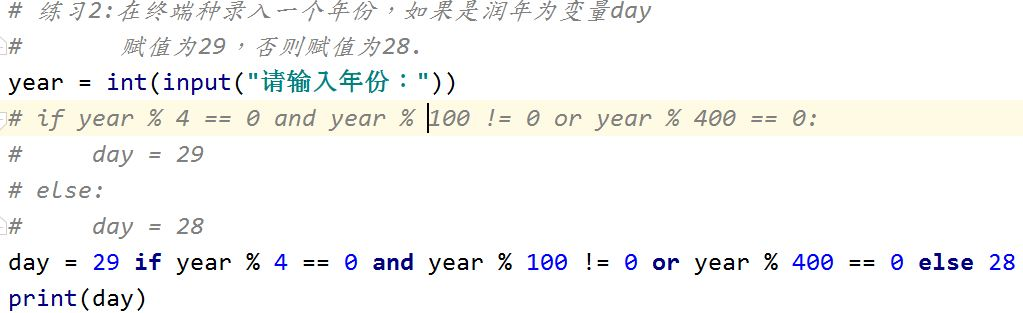 # 练习2:在终端种录入一个年份，如果是润年为变量day
#       赋值为29，否则赋值为28.
year = int(input("请输入年份："))
# if year % 4 == 0 and year % 100 != 0 or year % 400 == 0:
#     day = 29
# else:
#     day = 28
day = 29 if year % 4 == 0 and year % 100 != 0 or year % 400 == 0 else 28
print(day)